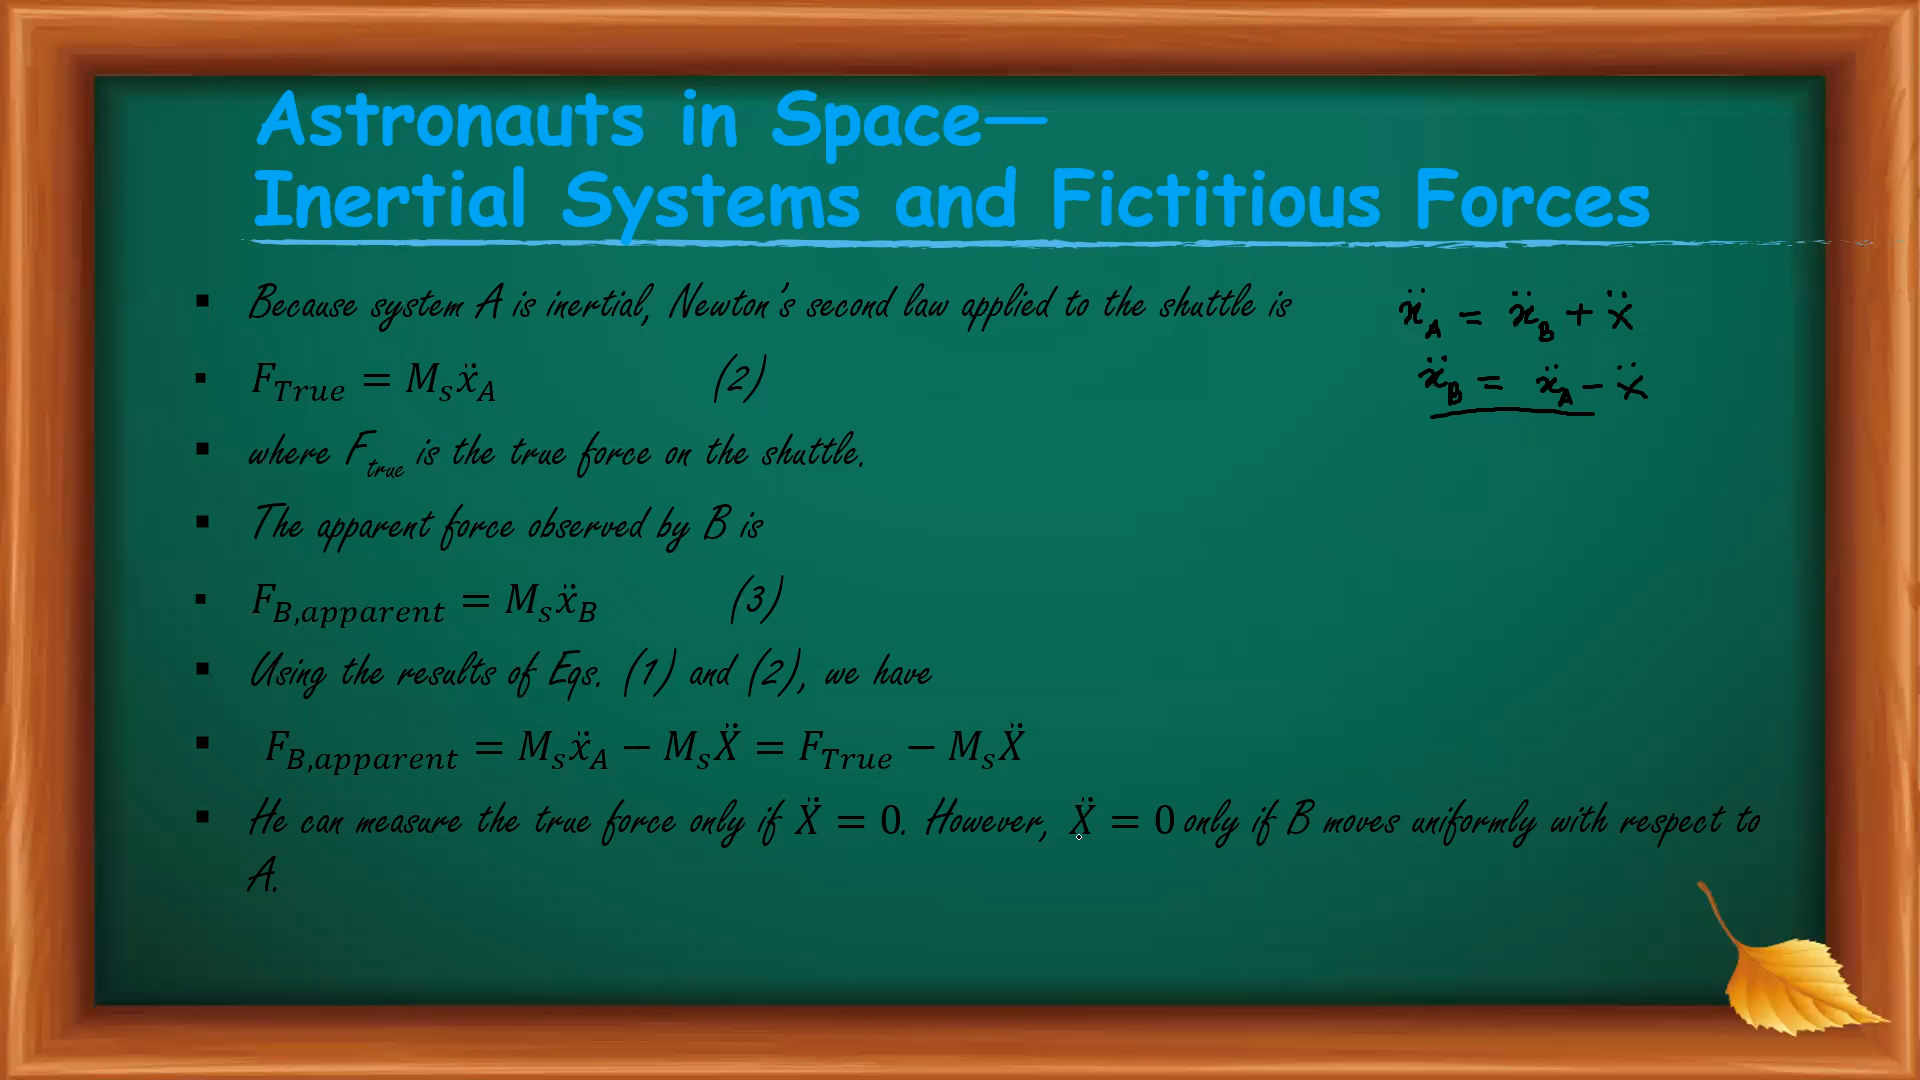 Astronauts in Space—
Inertial Systems and Fictitious Forces
▪ Because system A is inertial, Newton's second law applied to the shuttle is
ẍ_A = ẍ_B + Ẍ
▪ F_True = M_s ẍ_A (2)
ẍ_B = ẍ_A − Ẍ
▪ where F_true is the true force on the shuttle.
▪ The apparent force observed by B is
▪ F_B,apparent = M_s ẍ_B (3)
▪ Using the results of Eqs. (1) and (2), we have
▪ F_B,apparent = M_s ẍ_A − M_s Ẍ = F_True − M_s Ẍ
▪ He can measure the true force only if Ẍ = 0. However, Ẍ = 0 only if B moves uniformly with respect to
A.